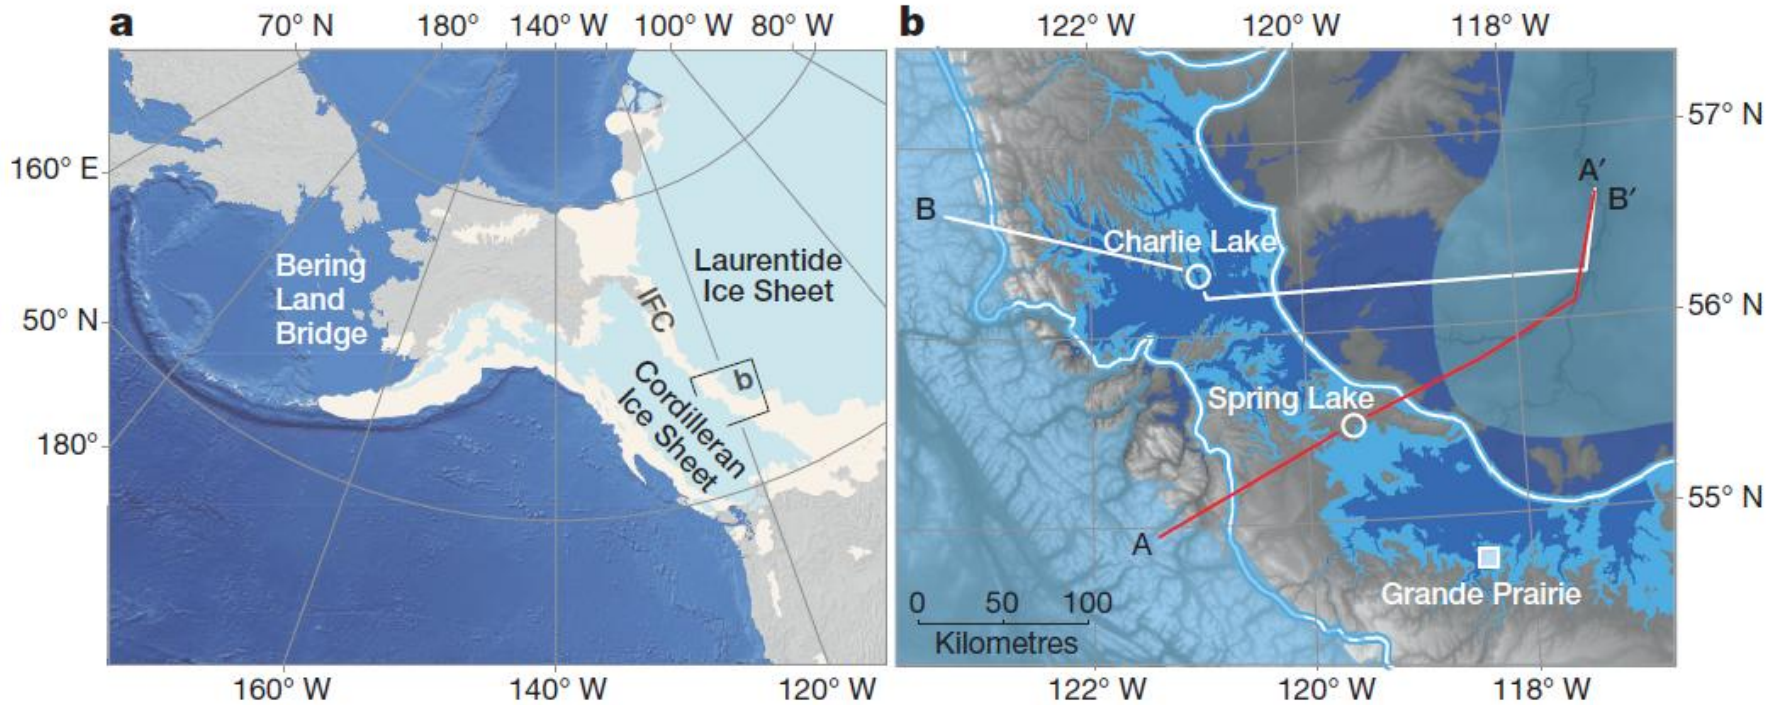 a
70° N
180°
140° W
100° W
80° W
160° E
50° N
180°
Bering
Land
Bridge
IFC
Laurentide
Ice Sheet
Cordilleran
Ice Sheet
b
160° W
140° W
120° W
b
122° W
120° W
118° W
57° N
56° N
55° N
A′
B′
B
Charlie Lake
Spring Lake
A
Grande Prairie
0 50 100
Kilometres
122° W
120° W
118° W